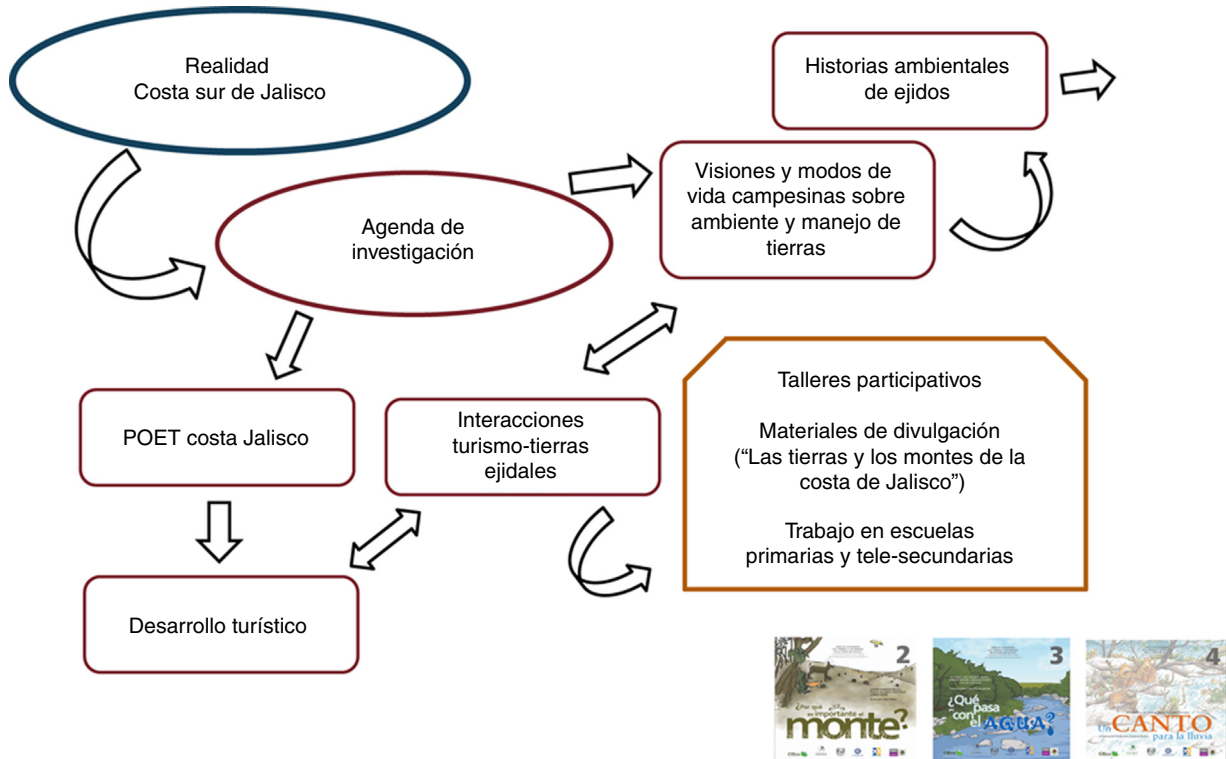 Realidad
Costa sur de Jalisco
Historias ambientales
de ejidos
Agenda de
investigación
Visiones y modos de
vida campesinas sobre
ambiente y manejo de
tierras
POET costa Jalisco
Interacciones
turismo-tierras
ejidales
Talleres participativos
Materiales de divulgación
(“Las tierras y los montes de la
costa de Jalisco”)
Trabajo en escuelas
primarias y tele-secundarias
Desarrollo turístico
2
¿Por qué
es importante el
monte?
3
¿Qué
pasa
con
el AGUA?
4
Un CANTO
para la lluvia